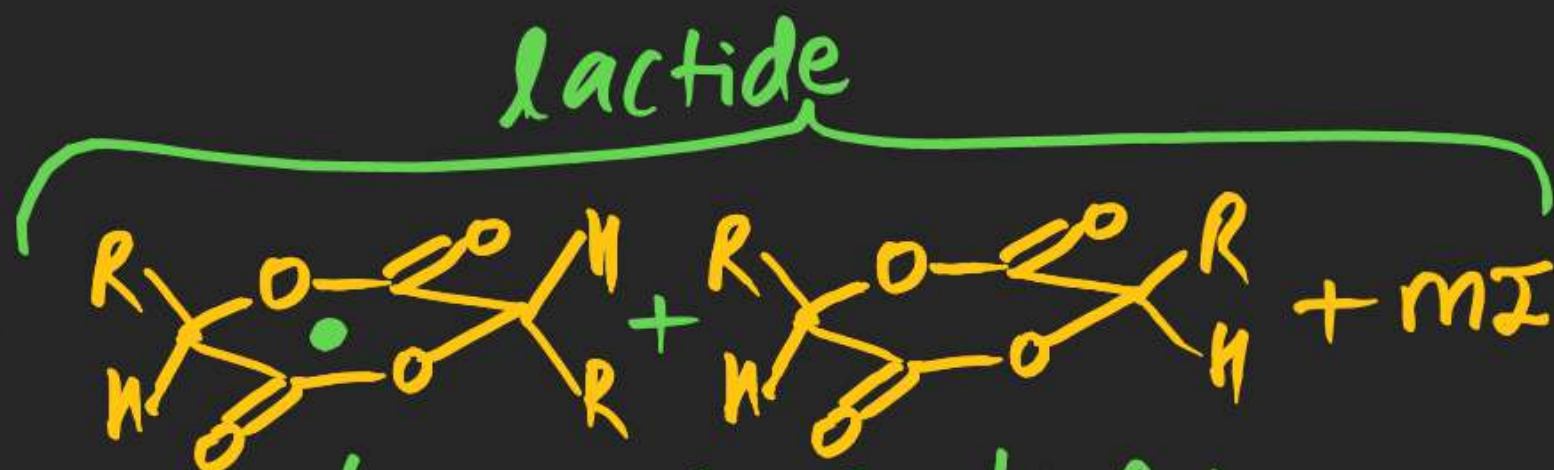 lactide
R O O H R O O R + mI
H O R + H O H
O O